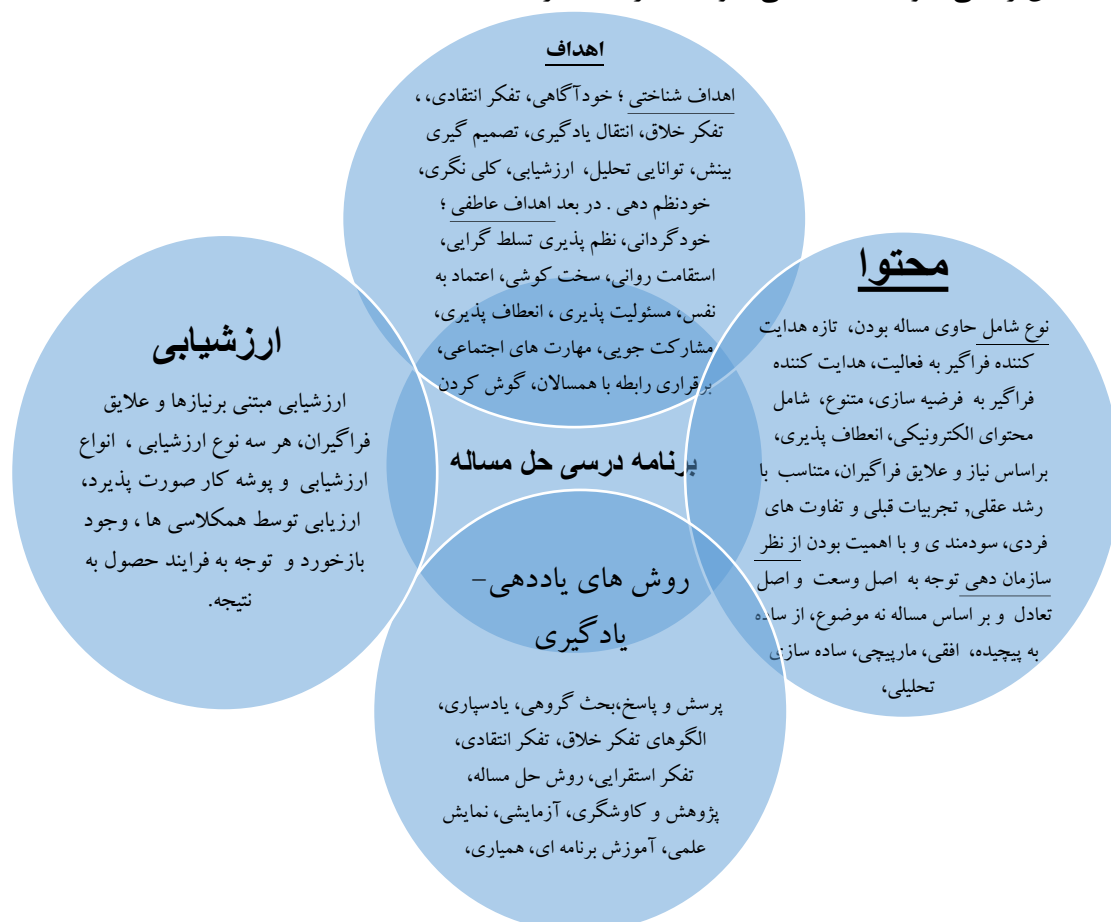 اهداف
اهداف شناختی ؛ خودآگاهی، تفکر انتقادی، ،
تفکر خلاق، انتقال یادگیری، تصمیم گیری
بینش، توانایی تحلیل، ارزشیابی، کلی نگری،
خودنظم دهی . در بعد اهداف عاطفی ؛
خودگردانی، نظم پذیری تسلط گرایی،
استقامت روانی، سخت کوشی، اعتماد به
نفس، مسئولیت پذیری ، انعطاف پذیری،
مشارکت جویی، مهارت های اجتماعی،
برقراری رابطه با همسالان، گوش کردن
محتوا
نوع شامل حاوی مساله بودن، تازه هدایت
کننده فراگیر به فعالیت، هدایت کننده
فراگیر به فرضیه سازی، متنوع، شامل
محتوای الکترونیکی، انعطاف پذیری،
براساس نیاز و علایق فراگیران، متناسب با
رشد عقلی, تجربیات قبلی و تفاوت های
فردی، سودمند ی و با اهمیت بودن از نظر
سازمان دهی توجه به اصل وسعت و اصل
تعادل و بر اساس مساله نه موضوع، از ساده
به پیچیده، افقی، مارپیچی، ساده سازی
تحلیلی،
برنامه درسی حل مساله
ارزشیابی
ارزشیابی مبتنی برنیازها و علایق
فراگیران، هر سه نوع ارزشیابی ، انواع
ارزشیابی و پوشه کار صورت پذیرد،
ارزیابی توسط همکلاسی ها ، وجود
بازخورد و توجه به فرایند حصول به
نتیجه.
روش های یاددهی–
یادگیری
پرسش و پاسخ،بحث گروهی، یادسپاری،
الگوهای تفکر خلاق، تفکر انتقادی،
تفکر استقرایی، روش حل مساله،
پژوهش و کاوشگری، آزمایشی، نمایش
علمی، آموزش برنامه ای، همیاری،